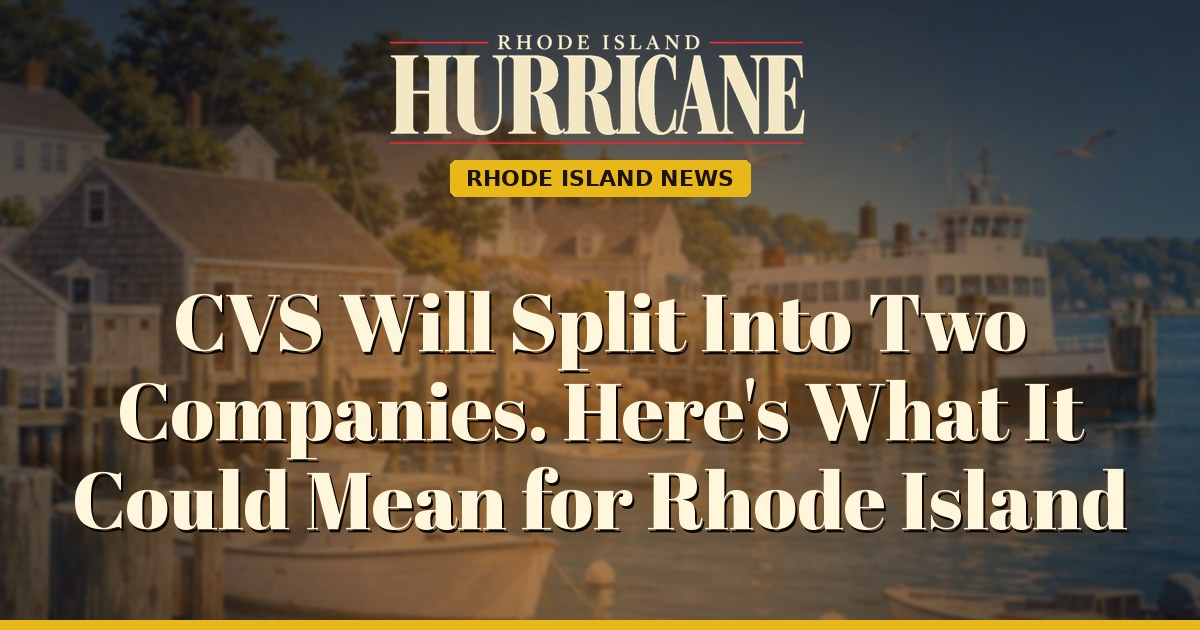 RHODE ISLAND
HURRICANE
RHODE ISLAND NEWS
CVS Will Split Into Two
Companies. Here's What It
Could Mean for Rhode Island